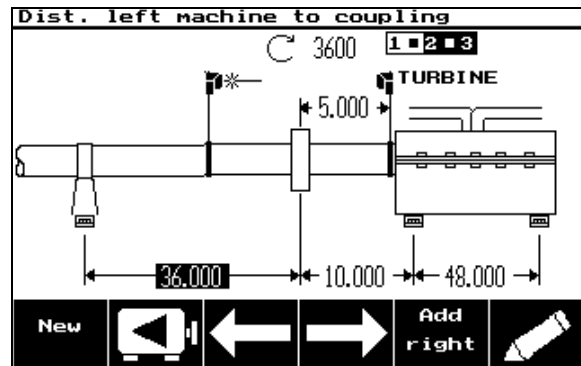 Dist. left machine to coupling
3600 1 2 3
TURBINE
5.000
36.000 10.000 48.000
New
Add
right